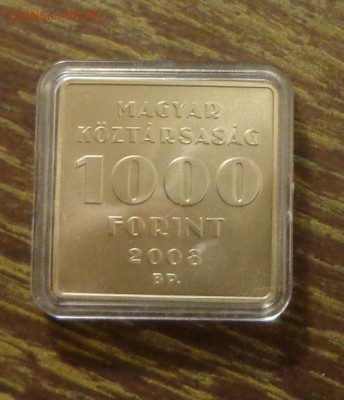 MAGYAR
KÖZTÁRSASÁG
1000
FORINT
2008
BP.